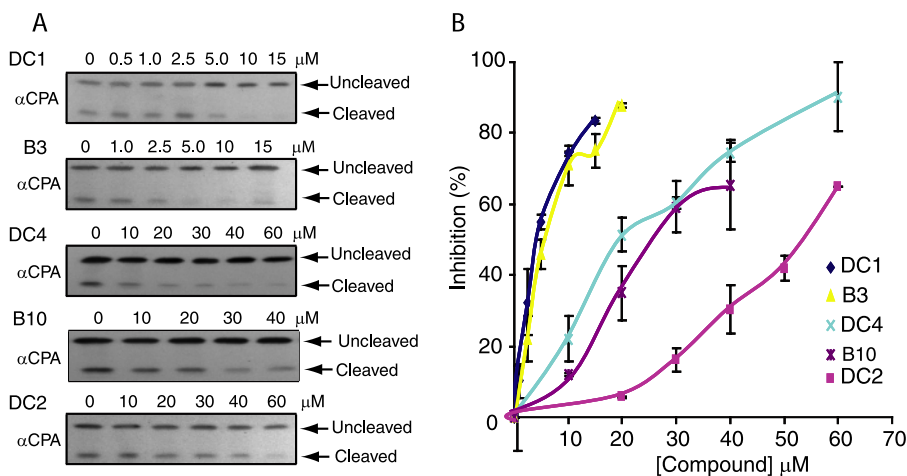 A
DC1 0 0.5 1.0 2.5 5.0 10 15 μM
αCPA
Uncleaved
Cleaved
B3 0 1.0 2.5 5.0 10 15 μM
αCPA
Uncleaved
Cleaved
DC4 0 10 20 30 40 60 μM
αCPA
Uncleaved
Cleaved
B10 0 10 20 30 40 μM
αCPA
Uncleaved
Cleaved
DC2 0 10 20 30 40 60 μM
αCPA
Uncleaved
Cleaved
B
Inhibition (%)
100
80
60
40
20
0
DC1
B3
DC4
B10
DC2
10 20 30 40 50 60 70
[Compound] μM